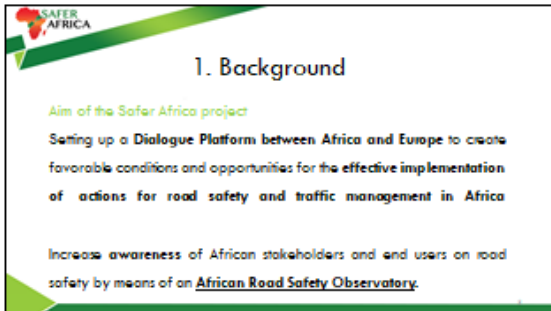 SAFER
AFRICA
1. Background
Aim of the Safer Africa project
Setting up a Dialogue Platform between Africa and Europe to create
favorable conditions and opportunities for the effective implementation
of actions for road safety and traffic management in Africa
Increase awareness of African stakeholders and end users on road
safety by means of an African Road Safety Observatory.